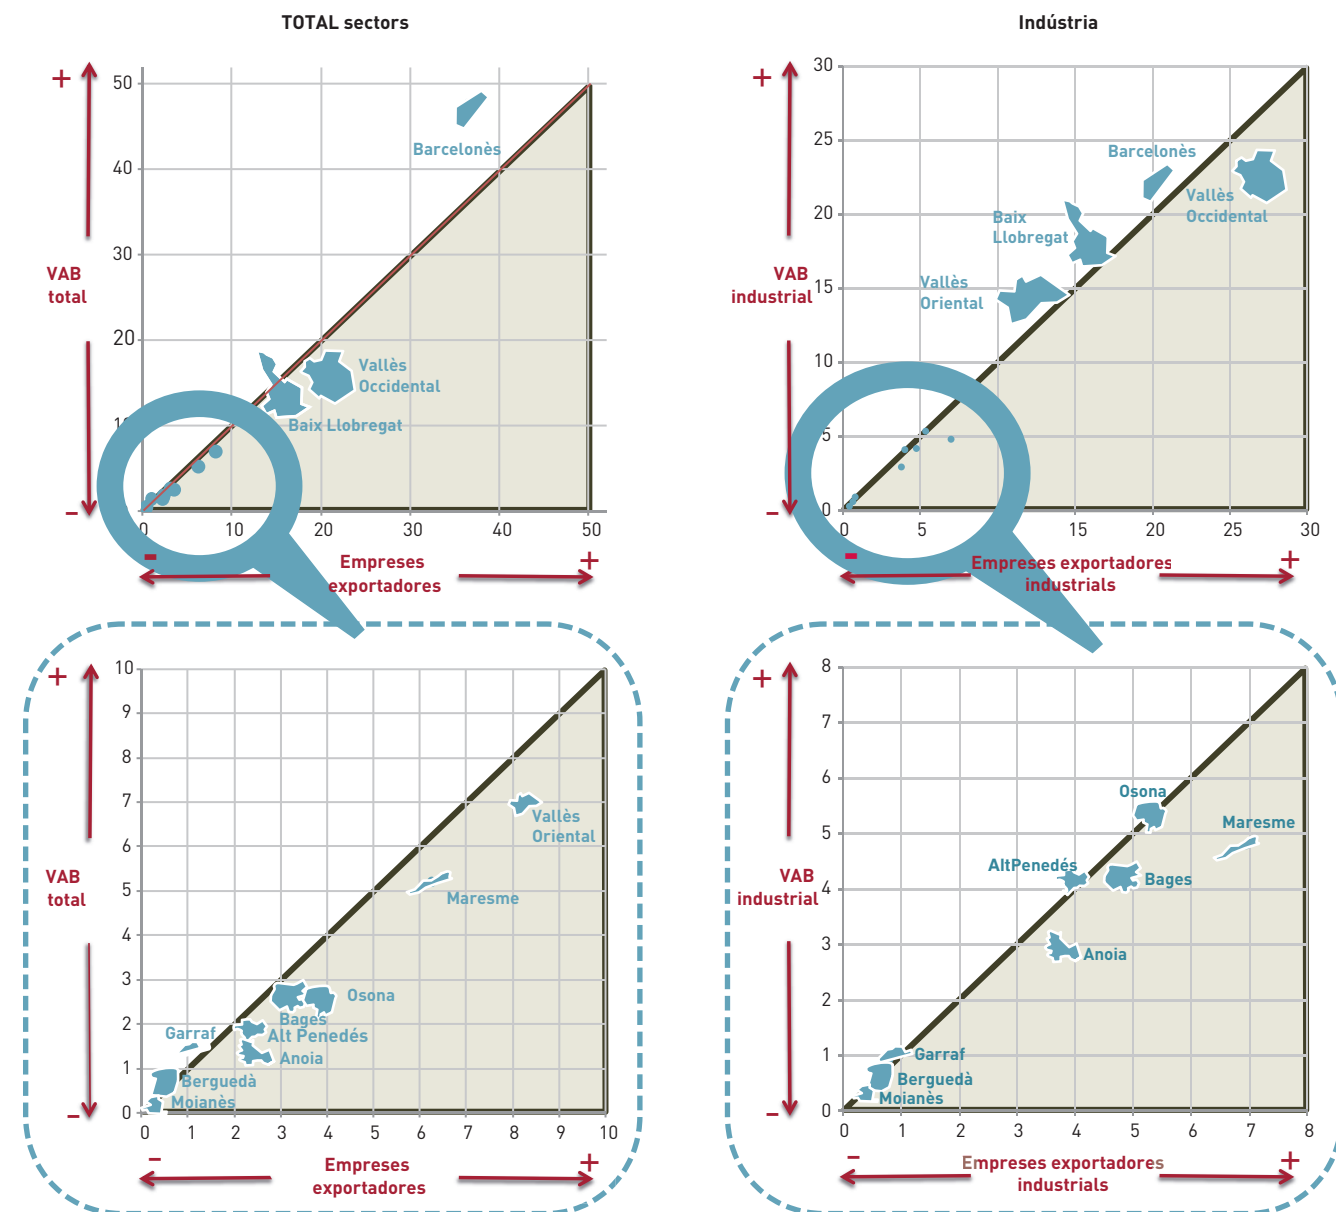 TOTAL sectors
Indústria
+
50
40
30
20
10
0
VAB
total
–
Barcelonès
Vallès
Occidental
Baix Llobregat
0 10 20 30 40 50
- Empreses +
exportadores
+
30
25
20
15
10
5
0
VAB
industrial
–
Barcelonès
Vallès
Occidental
Baix
Llobregat
Vallès
Oriental
0 5 15 20 25 30
- Empreses exportadores +
industrials
+
10
9
8
7
6
5
4
3
2
1
0
VAB
total
–
Vallès
Oriental
Maresme
Osona
Bages
Alt Penedés
Garraf
Anoia
Berguedà
Moianès
0 1 2 3 4 5 6 7 8 9 10
– Empreses +
exportadores
+
8
7
6
5
4
3
2
1
0
VAB
industrial
–
Osona
Maresme
AltPenedés
Bages
Anoia
Garraf
Berguedà
Moianès
0 1 2 3 4 5 6 7 8
– Empreses exportadores +
industrials